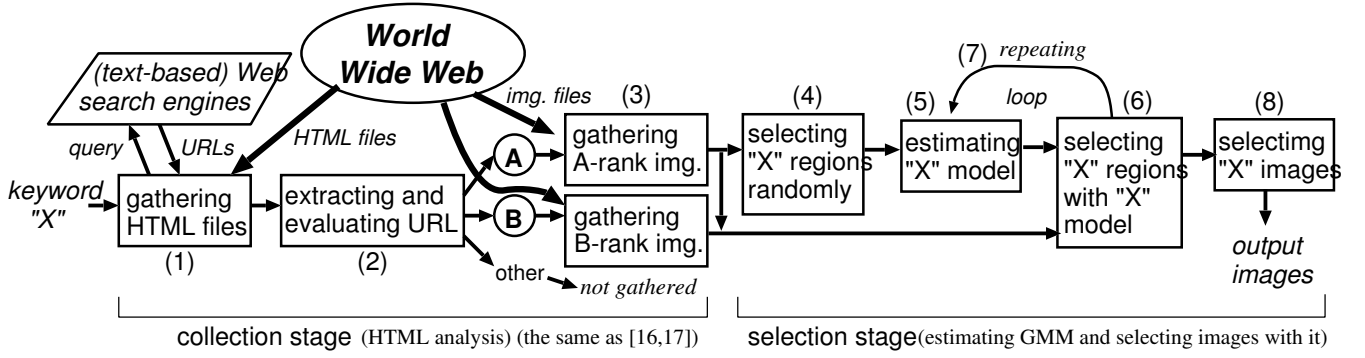 World
Wide Web
(text-based) Web
search engines
query
URLs
HTML files
img. files
keyword
"X"
gathering
HTML files
(1)
extracting and
evaluating URL
(2)
A
B
other
not gathered
(3)
gathering
A-rank img.
gathering
B-rank img.
(4)
selecting
"X" regions
randomly
(5)
estimating
"X" model
(7)
repeating
loop
(6)
selecting
"X" regions
with "X"
model
(8)
selectimg
"X" images
output
images
collection stage (HTML analysis) (the same as [16,17])
selection stage(estimating GMM and selecting images with it)